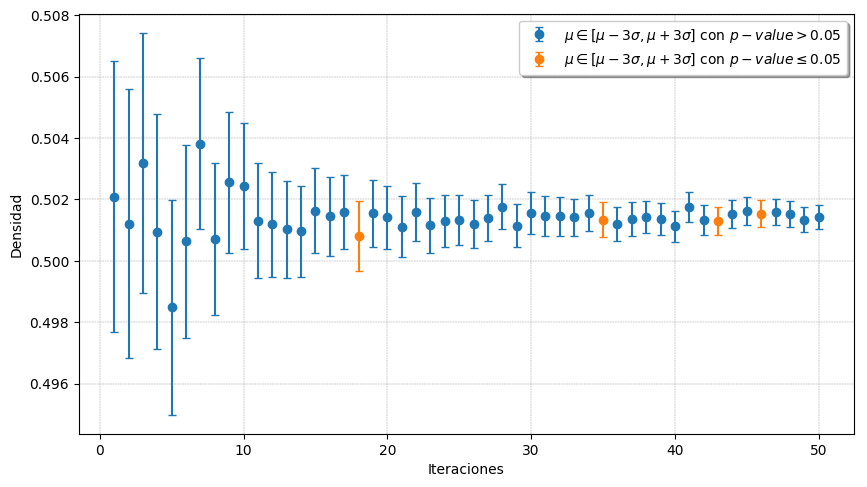 μ ∈ [μ − 3σ, μ + 3σ] con p − value > 0.05
μ ∈ [μ − 3σ, μ + 3σ] con p − value ≤ 0.05
0.508
0.506
0.504
0.502
0.500
0.498
0.496
Densidad
0 10 20 30 40 50
Iteraciones